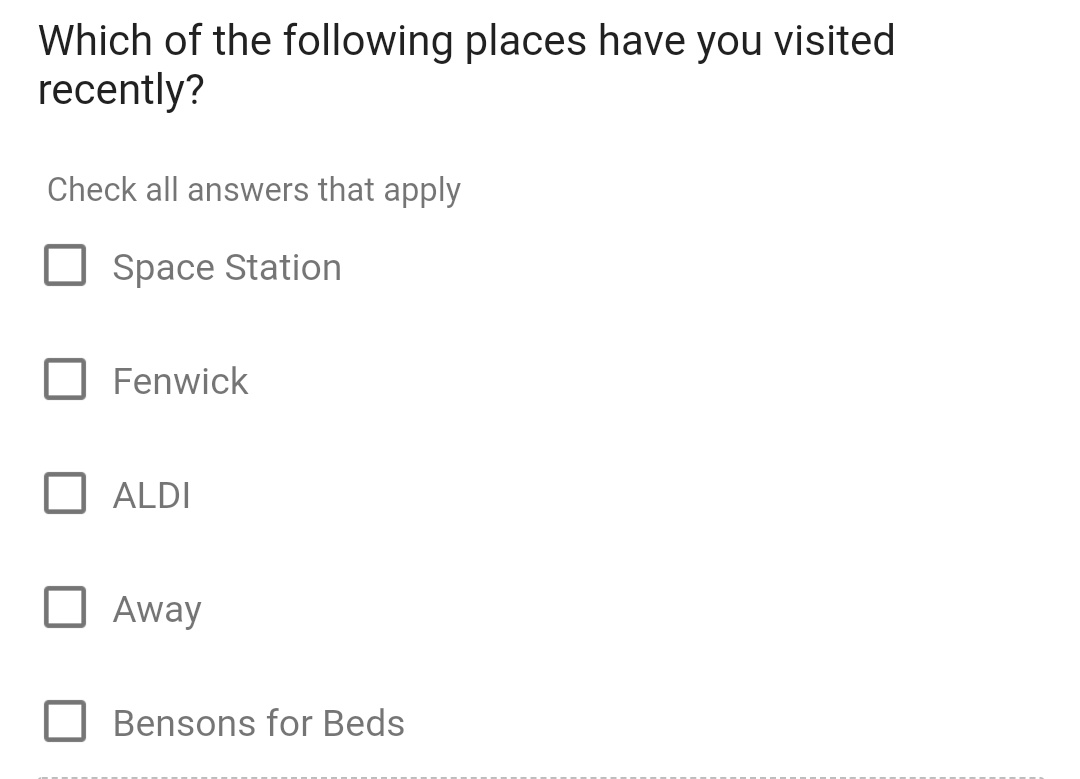 Which of the following places have you visited
recently?
Check all answers that apply
Space Station
Fenwick
ALDI
Away
Bensons for Beds